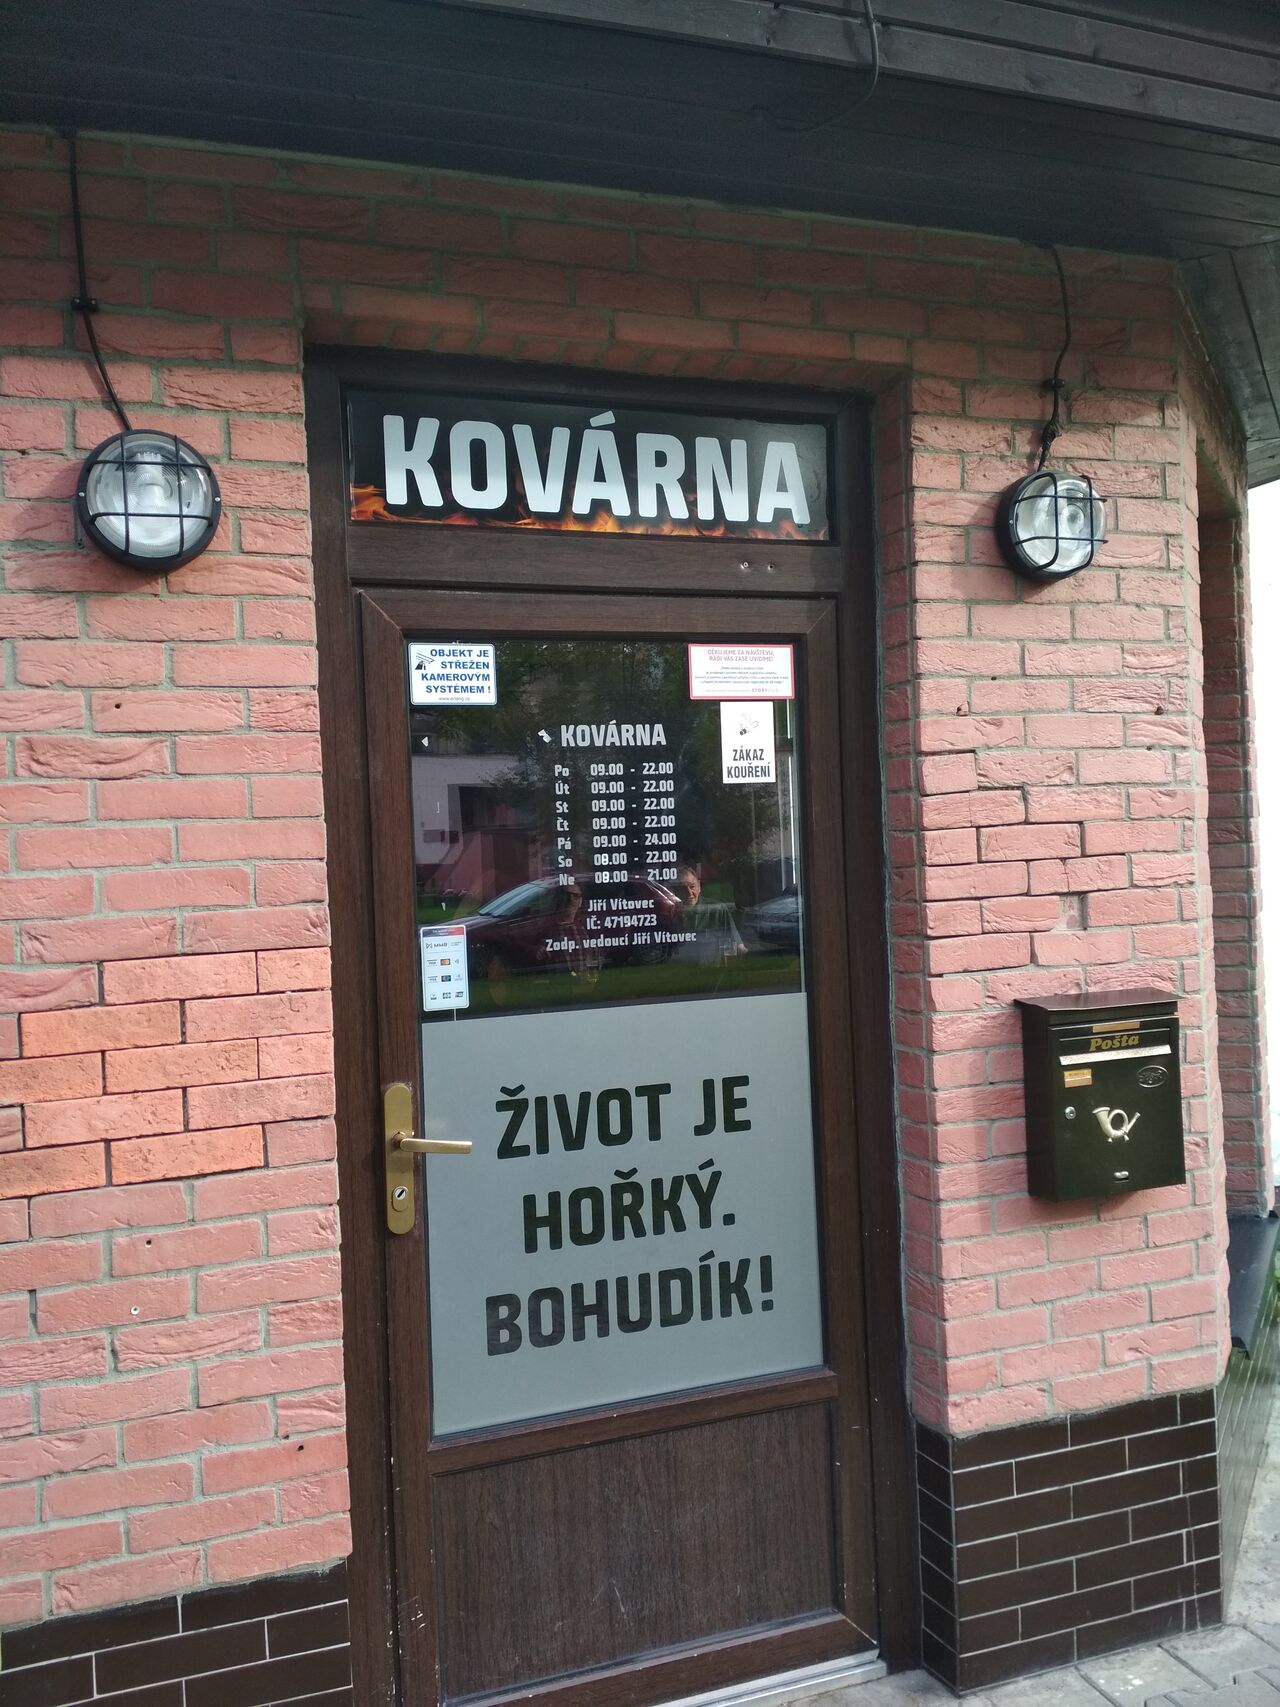 KOVÁRNA
OBJEKT JE
STŘEŽEN
KAMEROVÝM
SYSTÉMEM !
DĚKUJEME ZA NÁVŠTĚVU,
RÁDI VÁS ZASE UVIDÍME!
STORYOUS
ZÁKAZ
KOUŘENÍ
KOVÁRNA
Po 09.00 - 22.00
Út 09.00 - 22.00
St 09.00 - 22.00
Čt 09.00 - 22.00
Pá 09.00 - 24.00
So 08.00 - 22.00
Ne 08.00 - 21.00
Jiří Vítovec
IČ: 47194723
Zodp. vedoucí Jiří Vítovec
ŽIVOT JE
HOŘKÝ.
BOHUDÍK!
Pošta